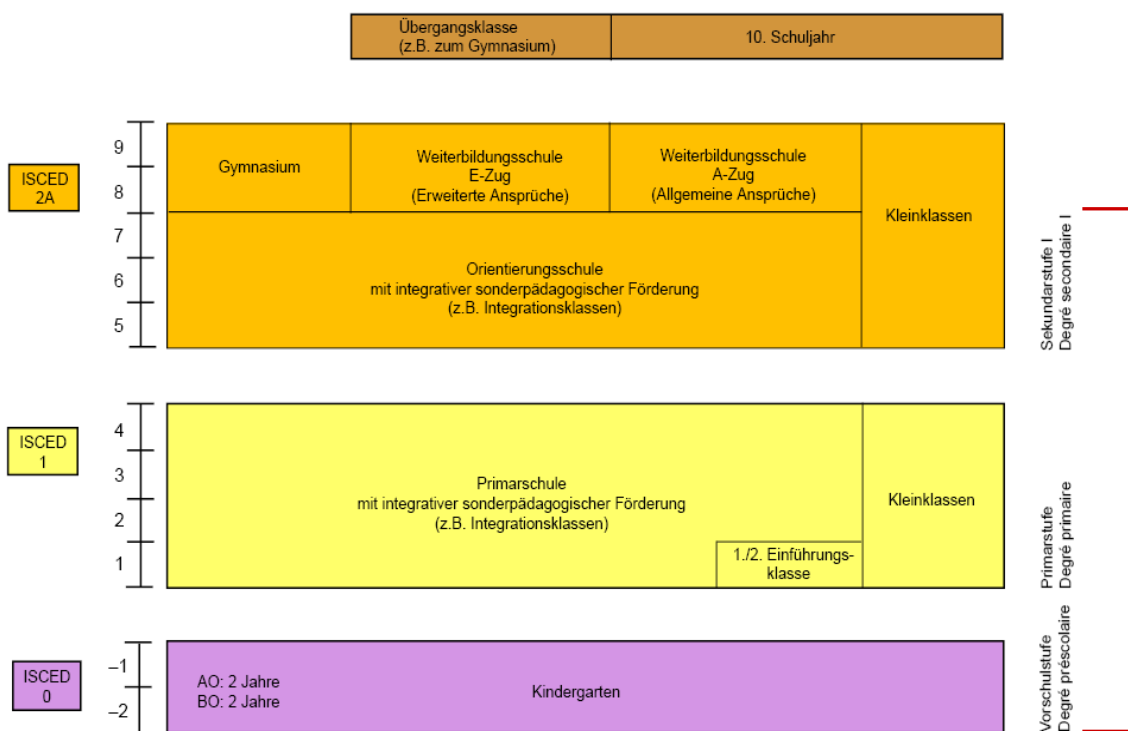 Übergangsklasse
(z.B. zum Gymnasium)
10. Schuljahr
ISCED
2A
9
8
7
6
5
Gymnasium
Weiterbildungsschule
E-Zug
(Erweiterte Ansprüche)
Weiterbildungsschule
A-Zug
(Allgemeine Ansprüche)
Kleinklassen
Orientierungsschule
mit integrativer sonderpädagogischer Förderung
(z.B. Integrationsklassen)
Sekundarstufe I
Degré secondaire I
ISCED
1
4
3
2
1
Primarschule
mit integrativer sonderpädagogischer Förderung
(z.B. Integrationsklassen)
1./2. Einführungs-
klasse
Kleinklassen
Primarstufe
Degré primaire
ISCED
0
–1
–2
AO: 2 Jahre
BO: 2 Jahre
Kindergarten
Vorschulstufe
Degré préscolaire